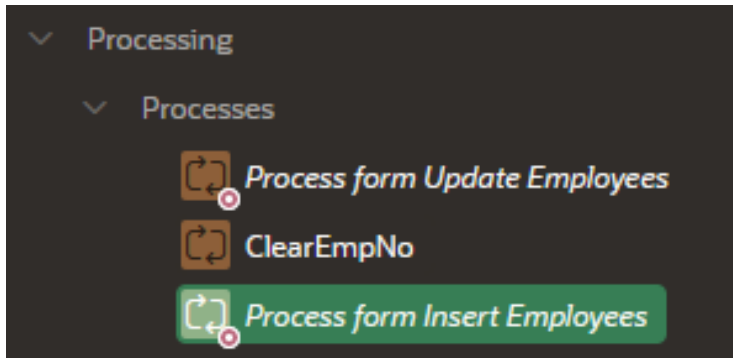 Processing
Processes
Process form Update Employees
ClearEmpNo
Process form Insert Employees